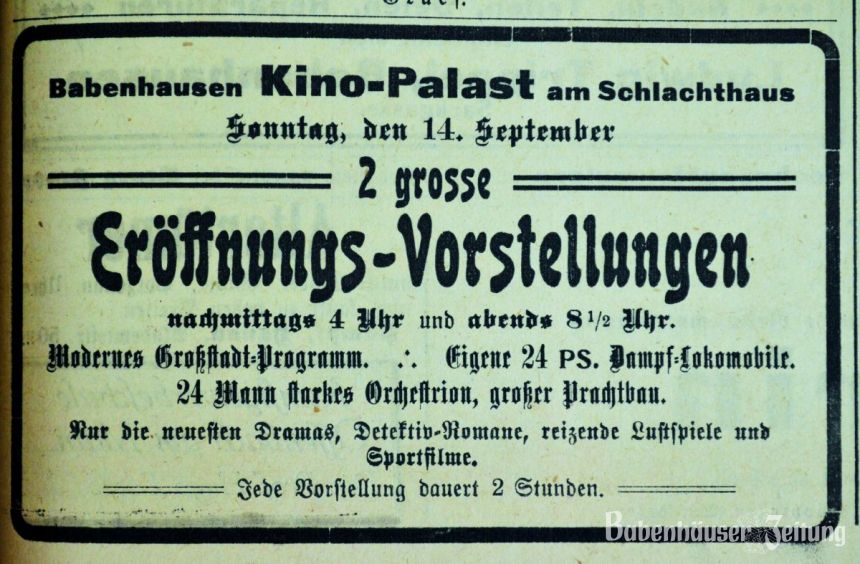 Babenhausen Kino-Palast am Schlachthaus
Sonntag, den 14. September
2 grosse
Eröffnungs-Vorstellungen
nachmittags 4 Uhr und abends 8 1/2 Uhr.
Modernes Großstadt-Programm. ∴ Eigene 24 PS. Dampf-Lokomobile.
24 Mann starkes Orchestrion, großer Prachtbau.
Nur die neuesten Dramas, Detektiv-Romane, reizende Lustspiele und
Sportfilme.
Jede Vorstellung dauert 2 Stunden.
Babenhäuser Zeitung